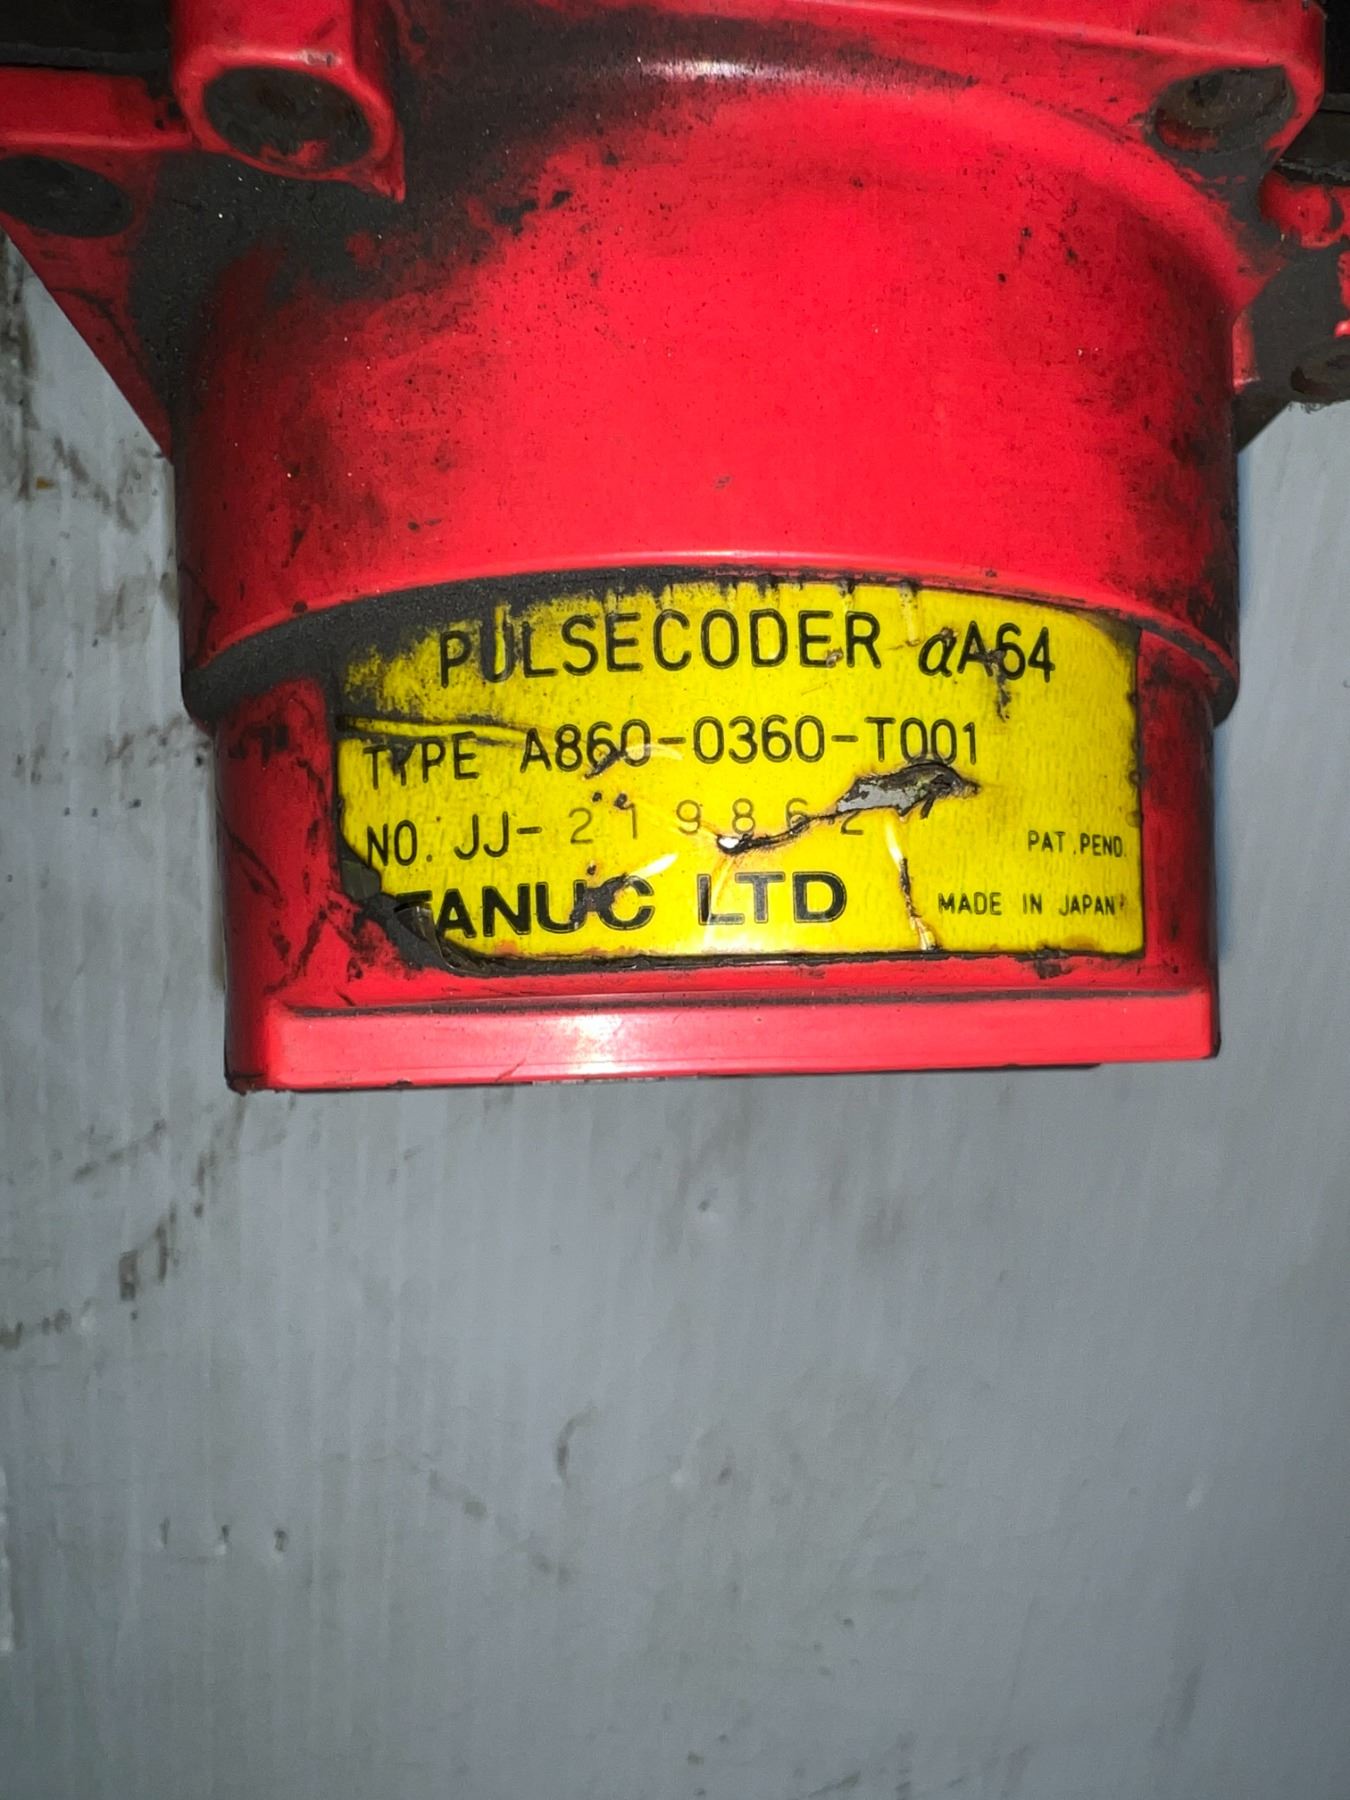 PULSECODER αA64
TYPE A860-0360-T001
NO. JJ-219862
PAT.PEND.
FANUC LTD MADE IN JAPAN